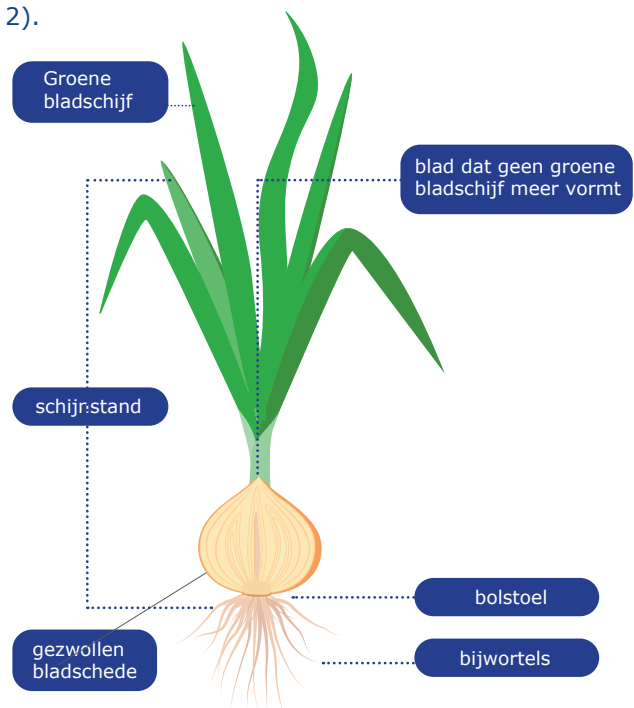 2).
Groene
bladschijf
blad dat geen groene
bladschijf meer vormt
schijnstand
bolstoel
gezwollen
bladschede
bijwortels